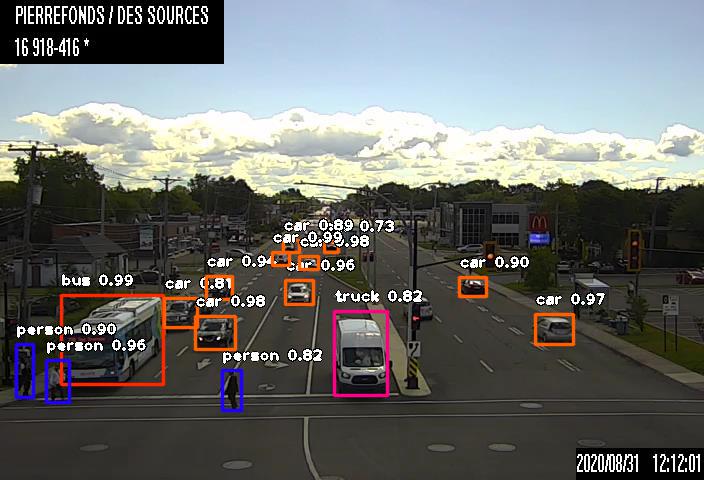 PIERREFONDS / DES SOURCES
16 918-416 *
car 0.89
0.73
car 0.99
car 0.98
car 0.94
car 0.96
car 0.90
bus 0.99
car 0.81
car 0.98
truck 0.82
car 0.97
person 0.90
person 0.96
person 0.82
2020/08/31 12:12:01